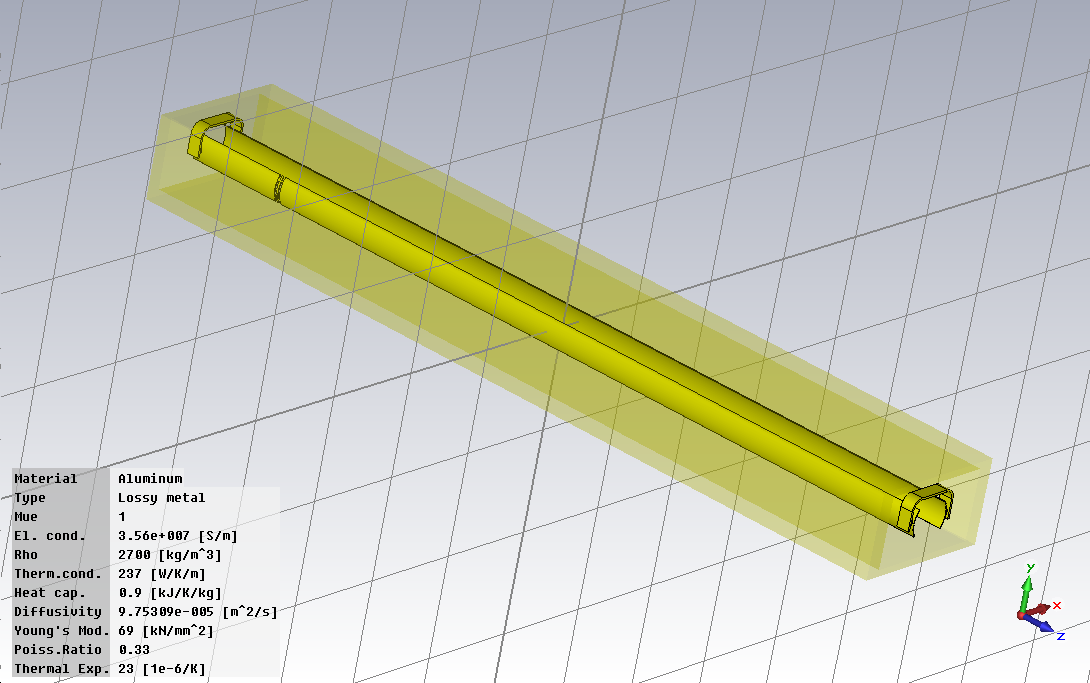 Material Aluminum
Type Lossy metal
Mue 1
El. cond. 3.56e+007 [S/m]
Rho 2700 [kg/m^3]
Therm.cond. 237 [W/K/m]
Heat cap. 0.9 [kJ/K/kg]
Diffusivity 9.75309e-005 [m^2/s]
Young's Mod. 69 [kN/mm^2]
Poiss.Ratio 0.33
Thermal Exp. 23 [1e-6/K]
y
x
z